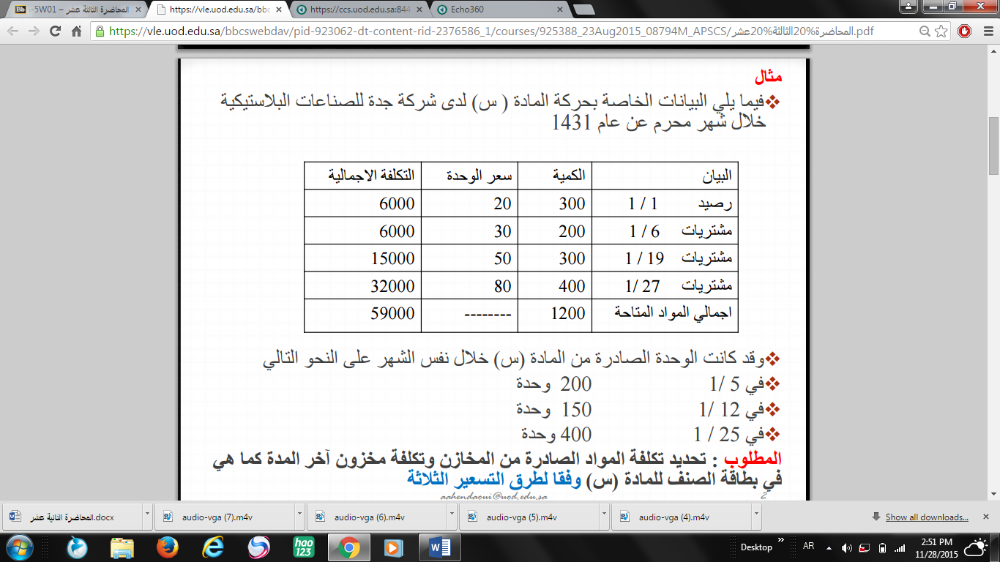 المحاضرة الثالثة عشر – 5W01-
https://vle.uod.edu.sa/bbc
https://ccs.uod.edu.sa:844
Echo360
https://vle.uod.edu.sa/bbcswebdav/pid-923062-dt-content-rid-2376586_1/courses/925388_23Aug2015_08794M_APSCS/المحاضرة%20الثالثة%20عشر.pdf
مثال
فيما يلي البيانات الخاصة بحركة المادة ( س) لدى شركة جدة للصناعات البلاستيكية
خلال شهر محرم عن عام 1431
البيان الكمية سعر الوحدة التكلفة الاجمالية
رصيد 1 / 1 300 20 6000
مشتريات 6 / 1 200 30 6000
مشتريات 19 / 1 300 50 15000
مشتريات 27 /1 400 80 32000
اجمالي المواد المتاحة 1200 -------- 59000
وقد كانت الوحدة الصادرة من المادة (س) خلال نفس الشهر على النحو التالي
في 5 /1 200 وحدة
في 12 /1 150 وحدة
في 25 / 1 400 وحدة
المطلوب : تحديد تكلفة المواد الصادرة من المخازن وتكلفة مخزون آخر المدة كما هي
في بطاقة الصنف للمادة (س) وفقا لطرق التسعير الثلاثة
aahendaoui@uod.edu.sa
2
المحاضرة الثانية عشر.docx
audio-vga (7).m4v
audio-vga (6).m4v
audio-vga (5).m4v
audio-vga (4).m4v
Show all downloads...
hao
123
Desktop
AR
2:51 PM
11/28/2015